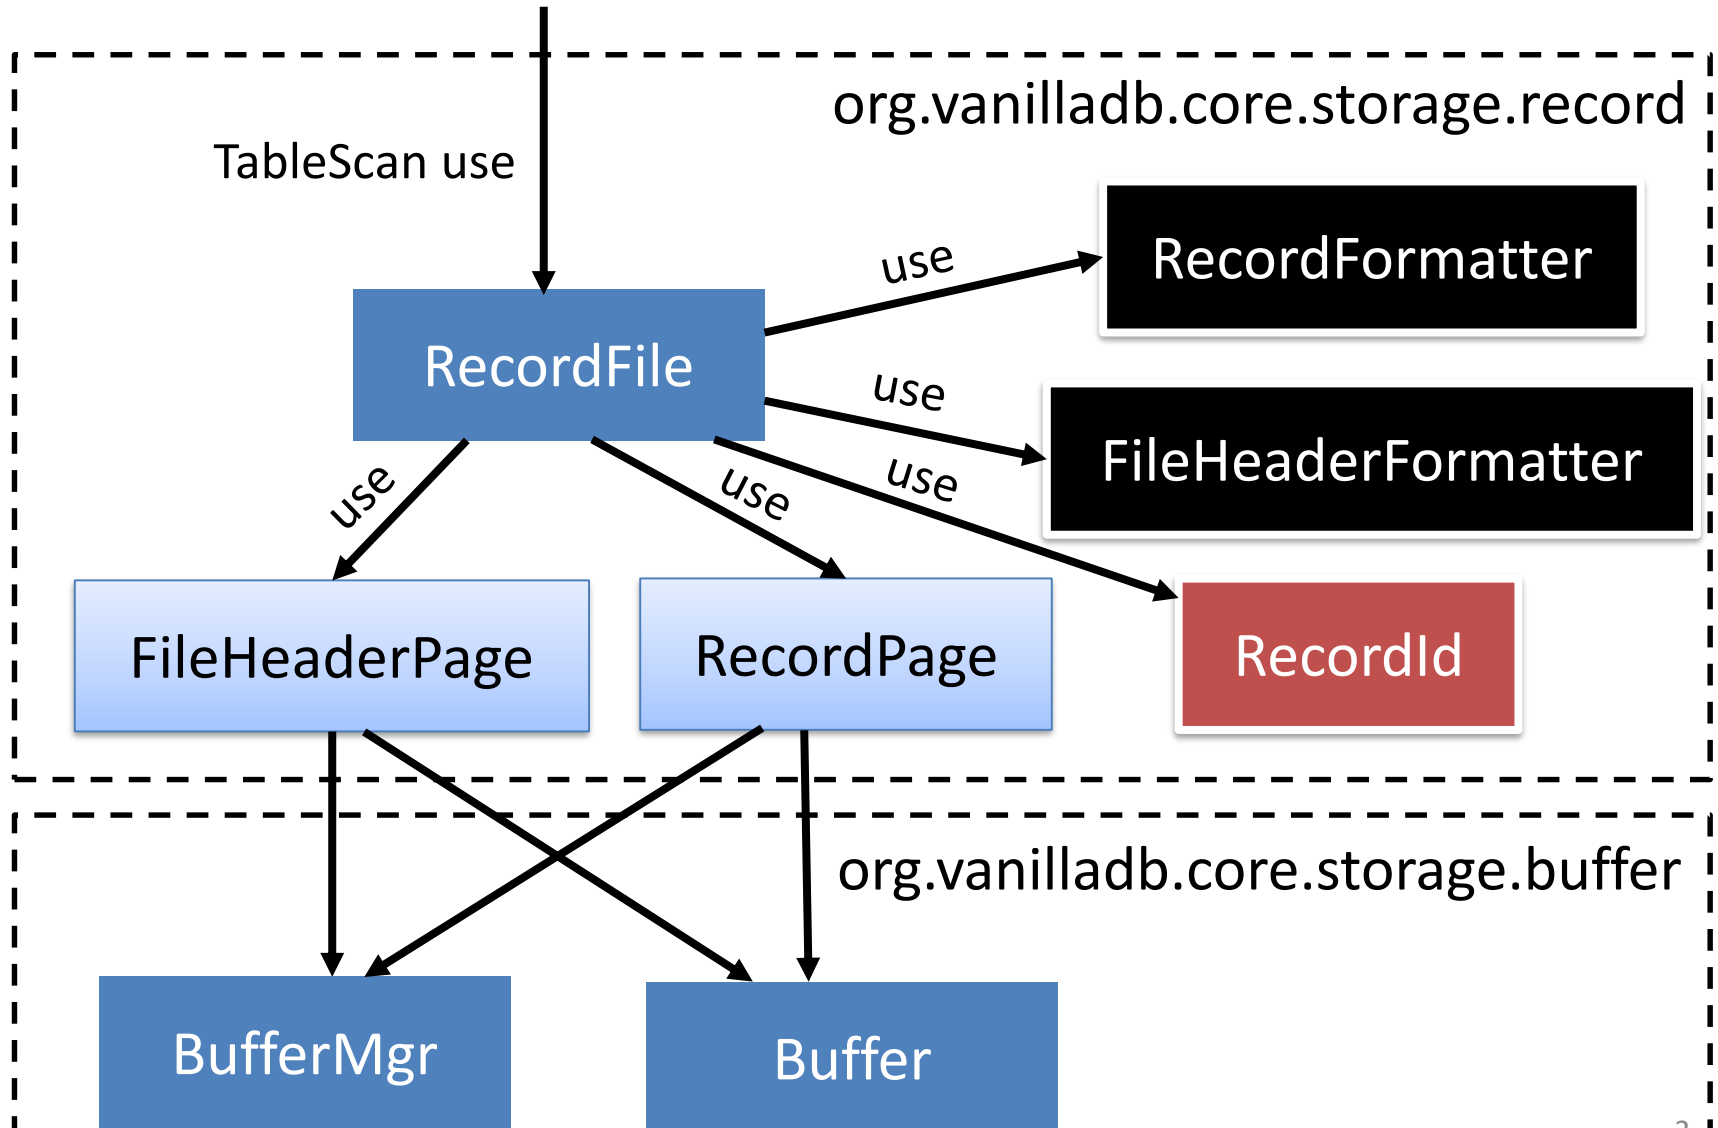 org.vanilladb.core.storage.record
TableScan use
RecordFormatter
use
RecordFile
use
FileHeaderFormatter
use
use
use
FileHeaderPage
RecordPage
RecordId
org.vanilladb.core.storage.buffer
BufferMgr
Buffer